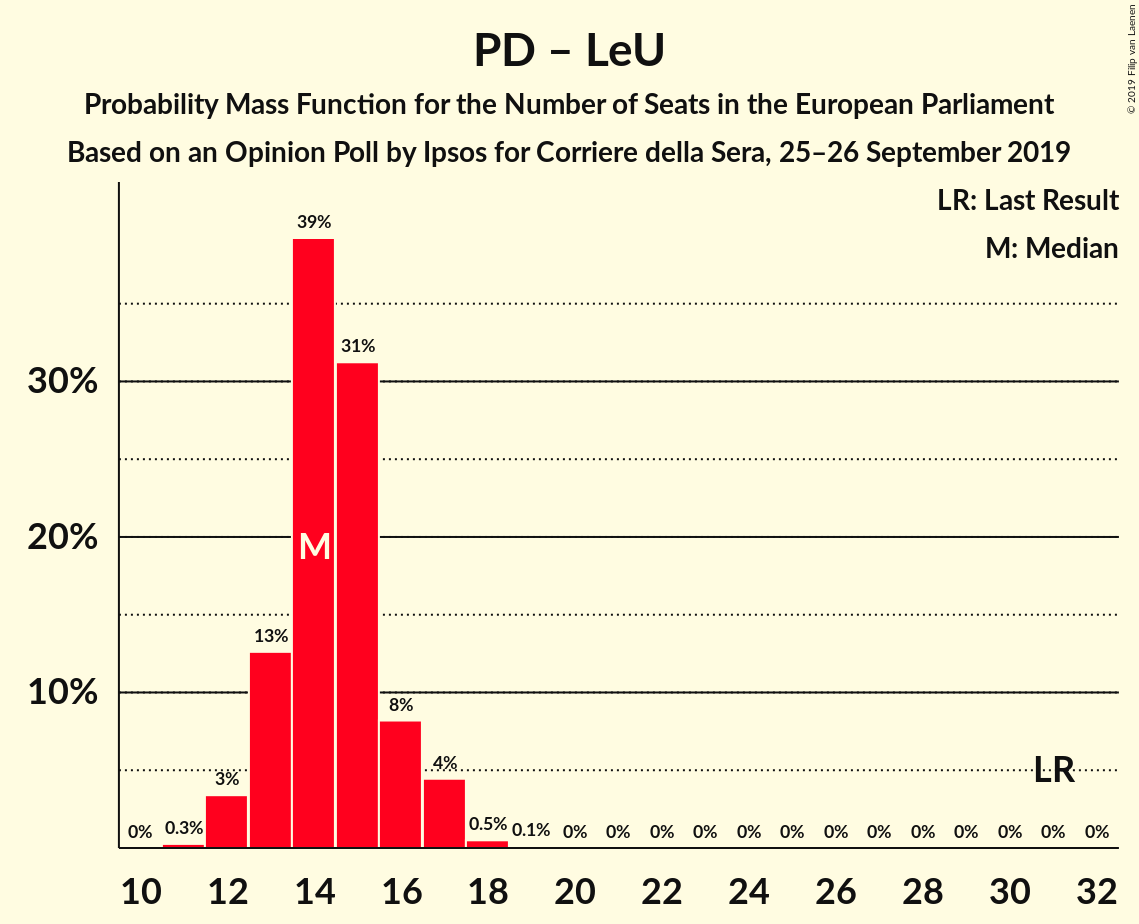 © 2019 Filip van Laenen
PD – LeU
Probability Mass Function for the Number of Seats in the European Parliament
Based on an Opinion Poll by Ipsos for Corriere della Sera, 25–26 September 2019
LR: Last Result
M: Median
39%
31%
30%
20%
M
13%
10%
8%
4%
LR
3%
0% 0.3% 0.5% 0.1% 0% 0% 0% 0% 0% 0% 0% 0% 0% 0% 0% 0% 0%
10 12 14 16 18 20 22 24 26 28 30 32